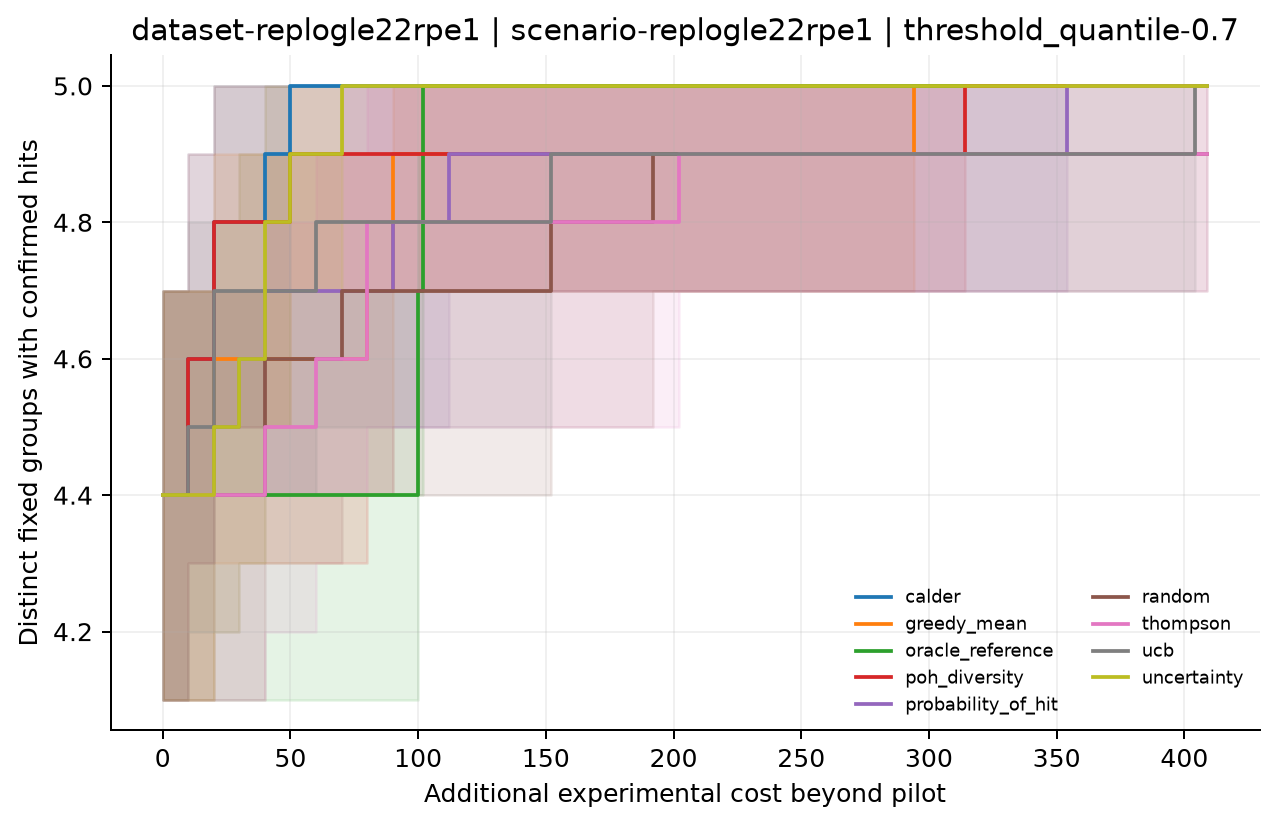 dataset-replogle22rpe1 | scenario-replogle22rpe1 | threshold_quantile-0.7
Distinct fixed groups with confirmed hits
5.0
4.8
4.6
4.4
4.2
0
50
100
150
200
250
300
350
400
Additional experimental cost beyond pilot
calder
greedy_mean
oracle_reference
poh_diversity
probability_of_hit
random
thompson
ucb
uncertainty